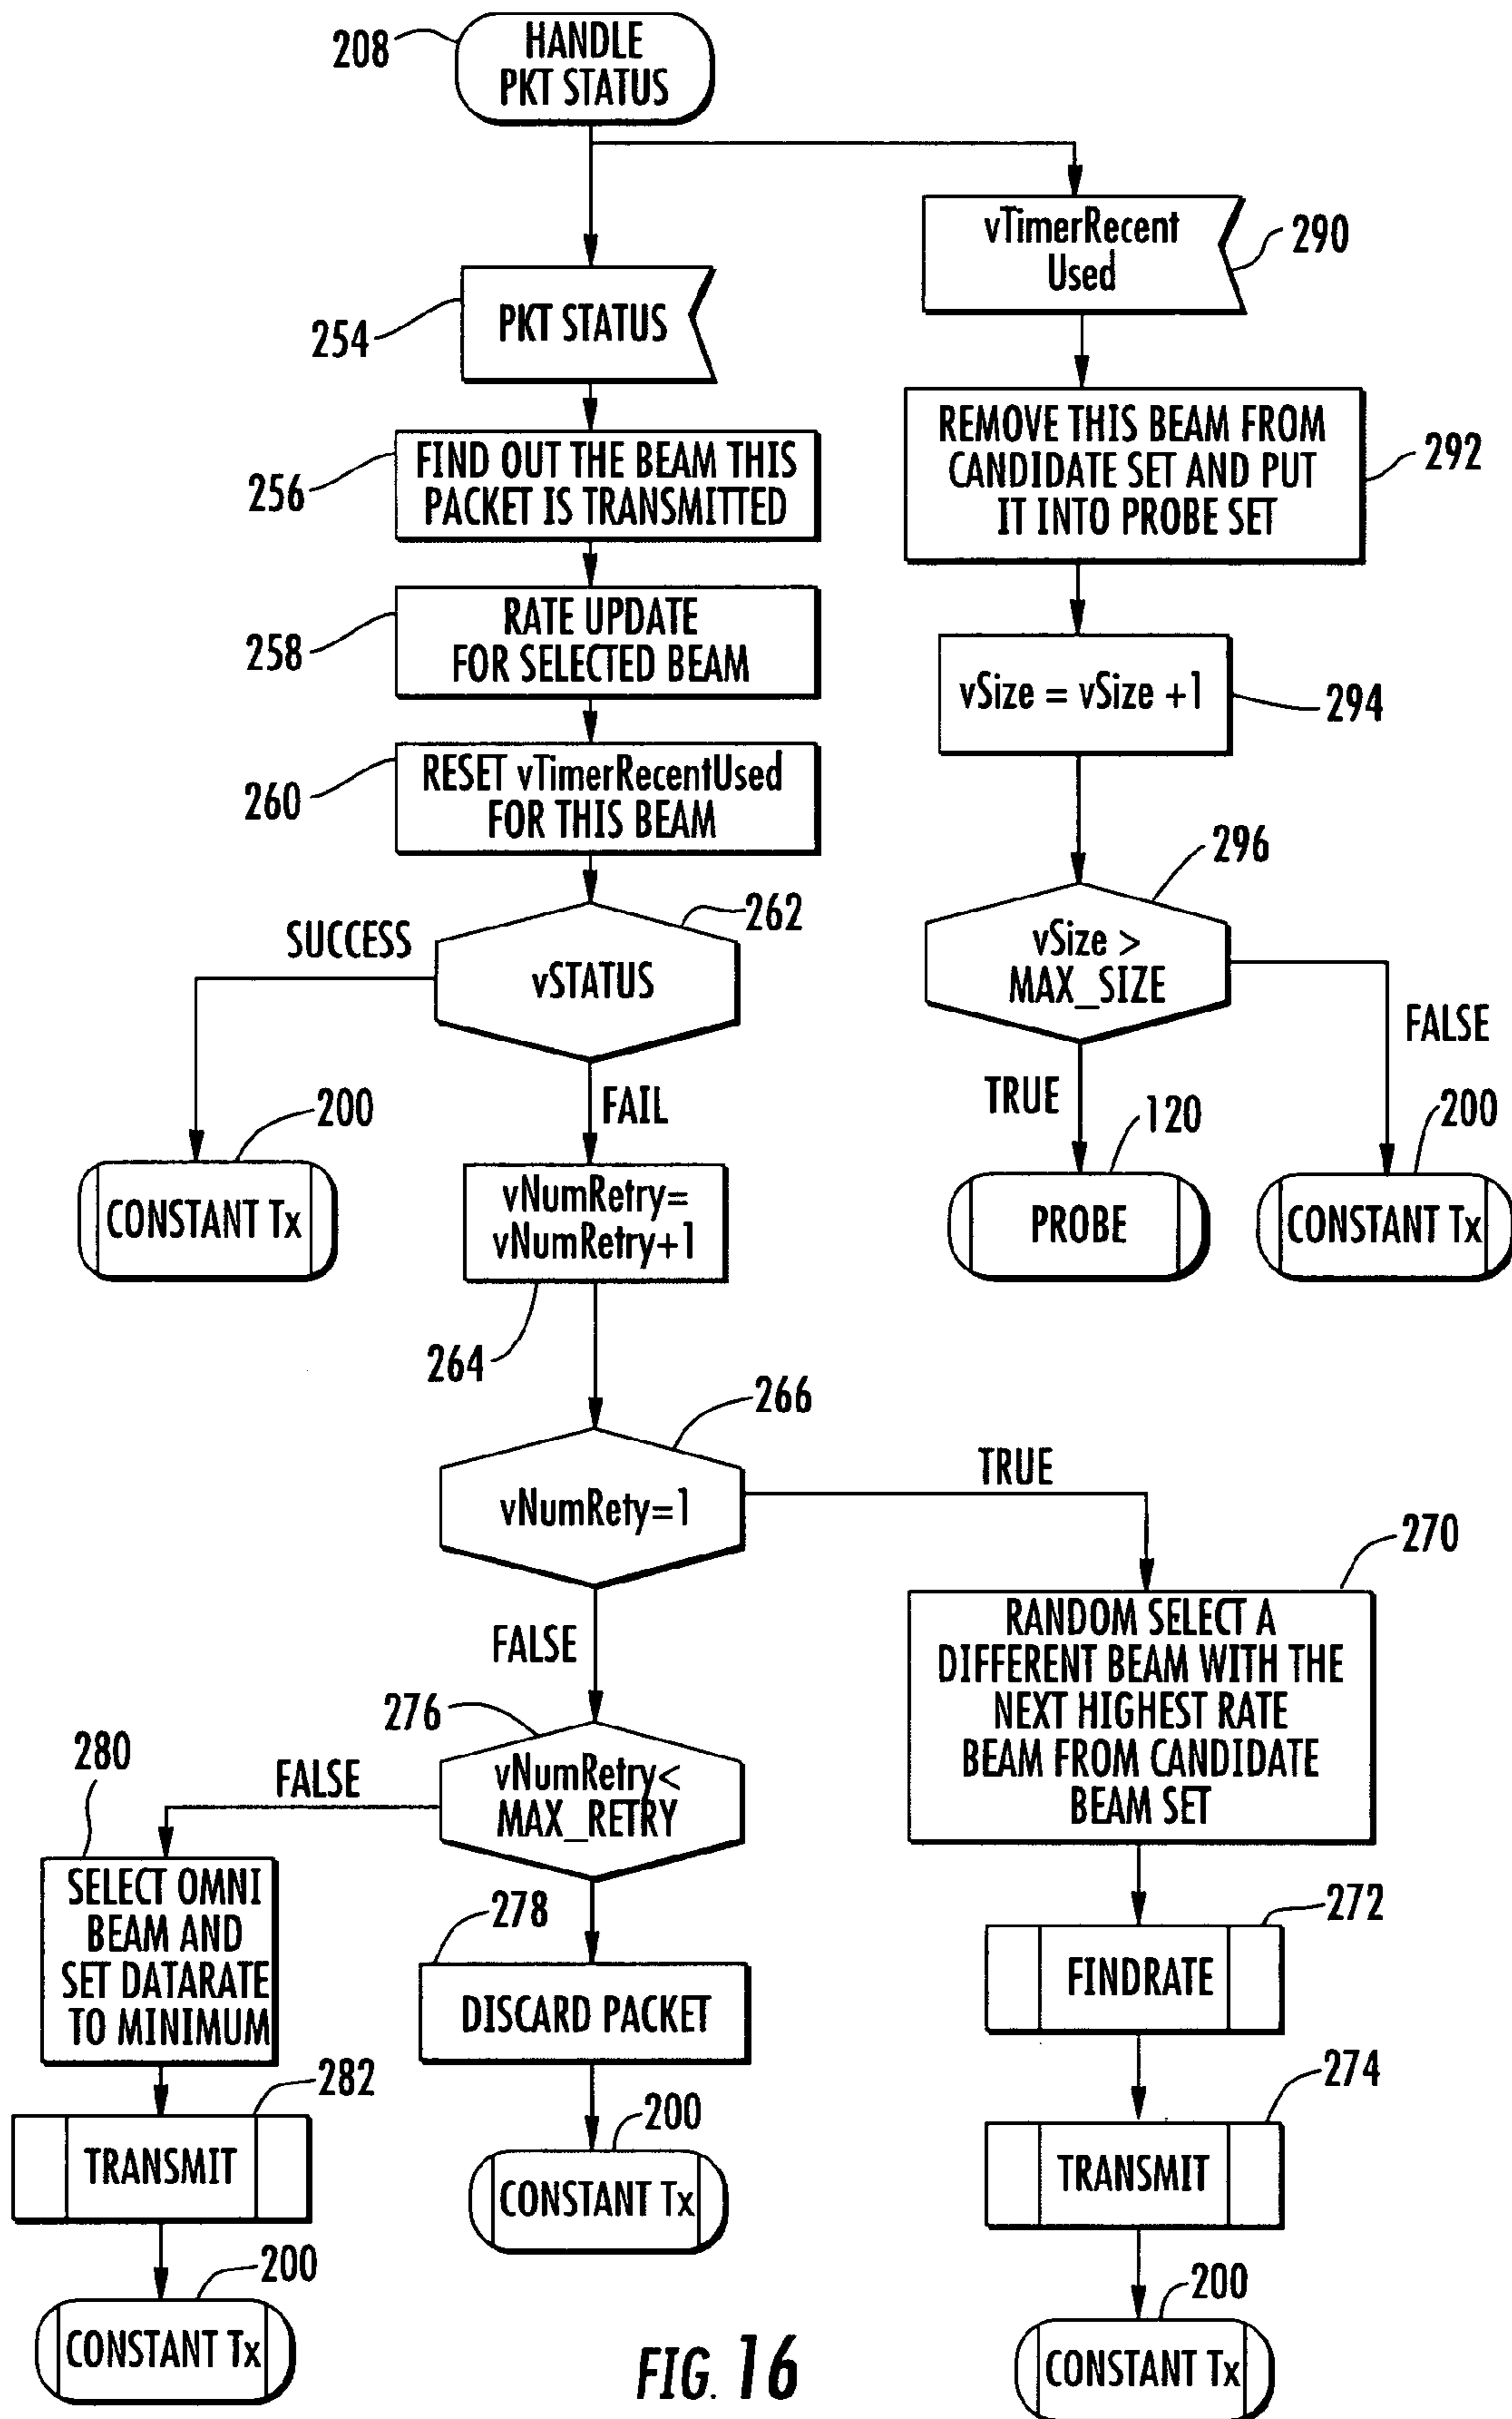 208
HANDLE
PKT STATUS
vTimerRecent
Used
290
254
PKT STATUS
REMOVE THIS BEAM FROM
CANDIDATE SET AND PUT
IT INTO PROBE SET
292
256
FIND OUT THE BEAM THIS
PACKET IS TRANSMITTED
258
RATE UPDATE
FOR SELECTED BEAM
vSize = vSize +1
294
260
RESET vTimerRecentUsed
FOR THIS BEAM
296
262
SUCCESS
vSTATUS
vSize >
MAX_SIZE
FALSE
TRUE
FAIL
200
120
200
CONSTANT Tx
vNumRetry=
vNumRetry+1
PROBE
CONSTANT Tx
264
266
TRUE
vNumRety=1
270
FALSE
RANDOM SELECT A
DIFFERENT BEAM WITH THE
NEXT HIGHEST RATE
BEAM FROM CANDIDATE
BEAM SET
276
280
FALSE
vNumRetry<
MAX_RETRY
SELECT OMNI
BEAM AND
SET DATARATE
TO MINIMUM
278
272
DISCARD PACKET
FINDRATE
282
274
200
TRANSMIT
CONSTANT Tx
TRANSMIT
200
200
CONSTANT Tx
CONSTANT Tx
FIG. 16